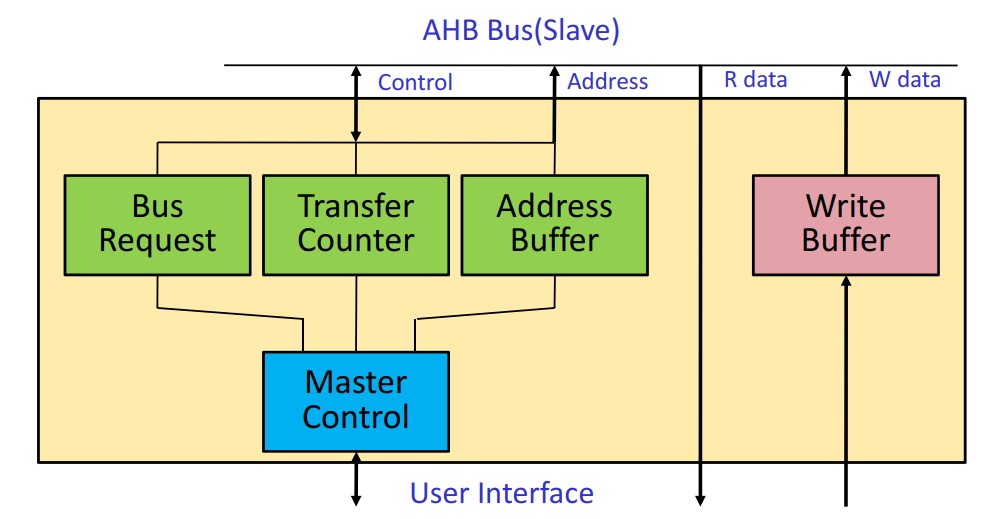 AHB Bus(Slave)
Control
Address
R data
W data
Bus
Request
Transfer
Counter
Address
Buffer
Write
Buffer
Master
Control
User Interface